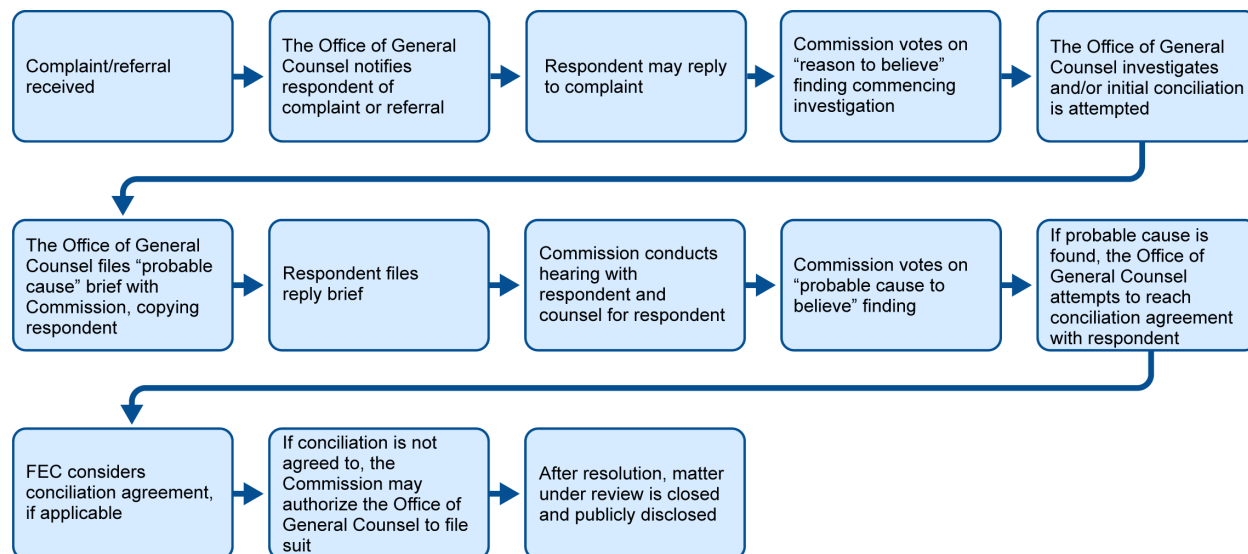 Complaint/referral
received
The Office of General
Counsel notifies
respondent of
complaint or referral
Respondent may reply
to complaint
Commission votes on
“reason to believe”
finding commencing
investigation
The Office of General
Counsel investigates
and/or initial conciliation
is attempted
The Office of General
Counsel files “probable
cause” brief with
Commission, copying
respondent
Respondent files
reply brief
Commission conducts
hearing with
respondent and
counsel for respondent
Commission votes on
“probable cause to
believe” finding
If probable cause is
found, the Office of
General Counsel
attempts to reach
conciliation agreement
with respondent
FEC considers
conciliation agreement,
if applicable
If conciliation is not
agreed to, the
Commission may
authorize the Office of
General Counsel to file
suit
After resolution, matter
under review is closed
and publicly disclosed